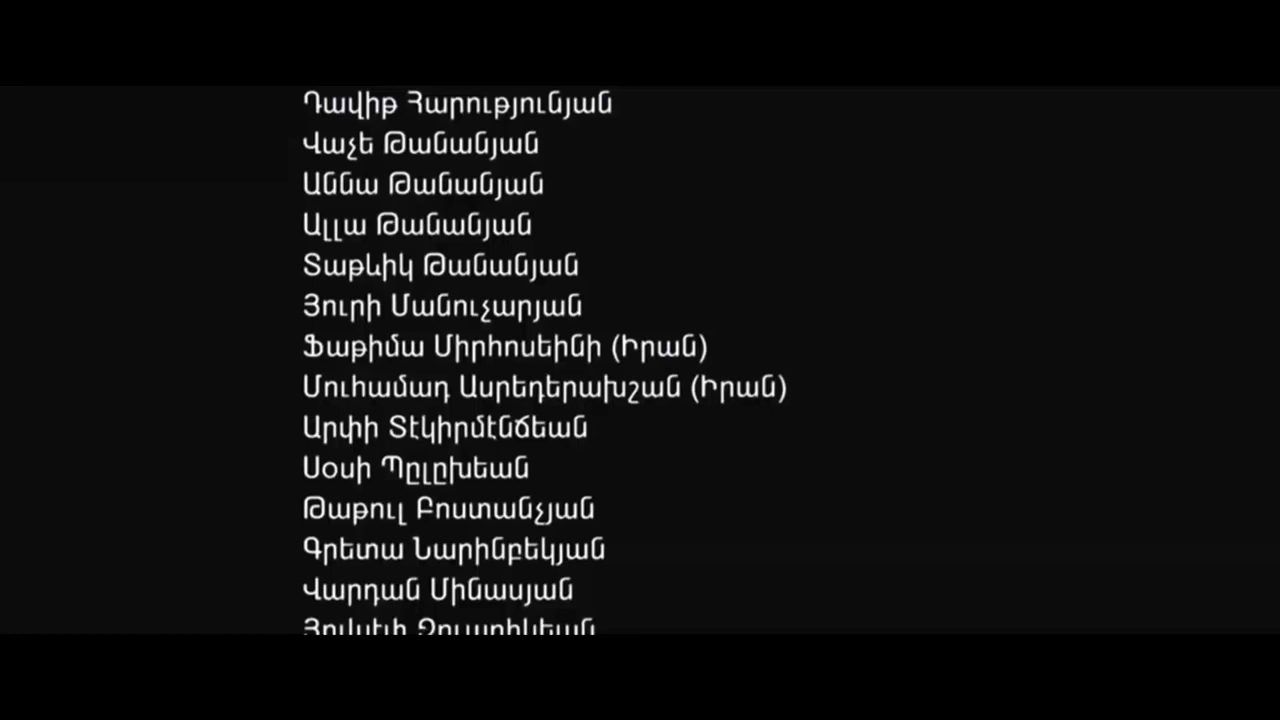 Դավիթ Հարությունյան
Վաչե Թանանյան
Աննա Թանանյան
Ալլա Թանանյան
Տաթևիկ Թանանյան
Յուրի Մանուչարյան
Ֆաթիմա Միրհոսեինի (Իրան)
Մուհամադ Ասրեդերախշան (Իրան)
Արփի Տէկիրմէնճեան
Սօսի Պըլըխեան
Թաթուլ Բոստանչյան
Գրետա Նարինբեկյան
Վարդան Մինասյան